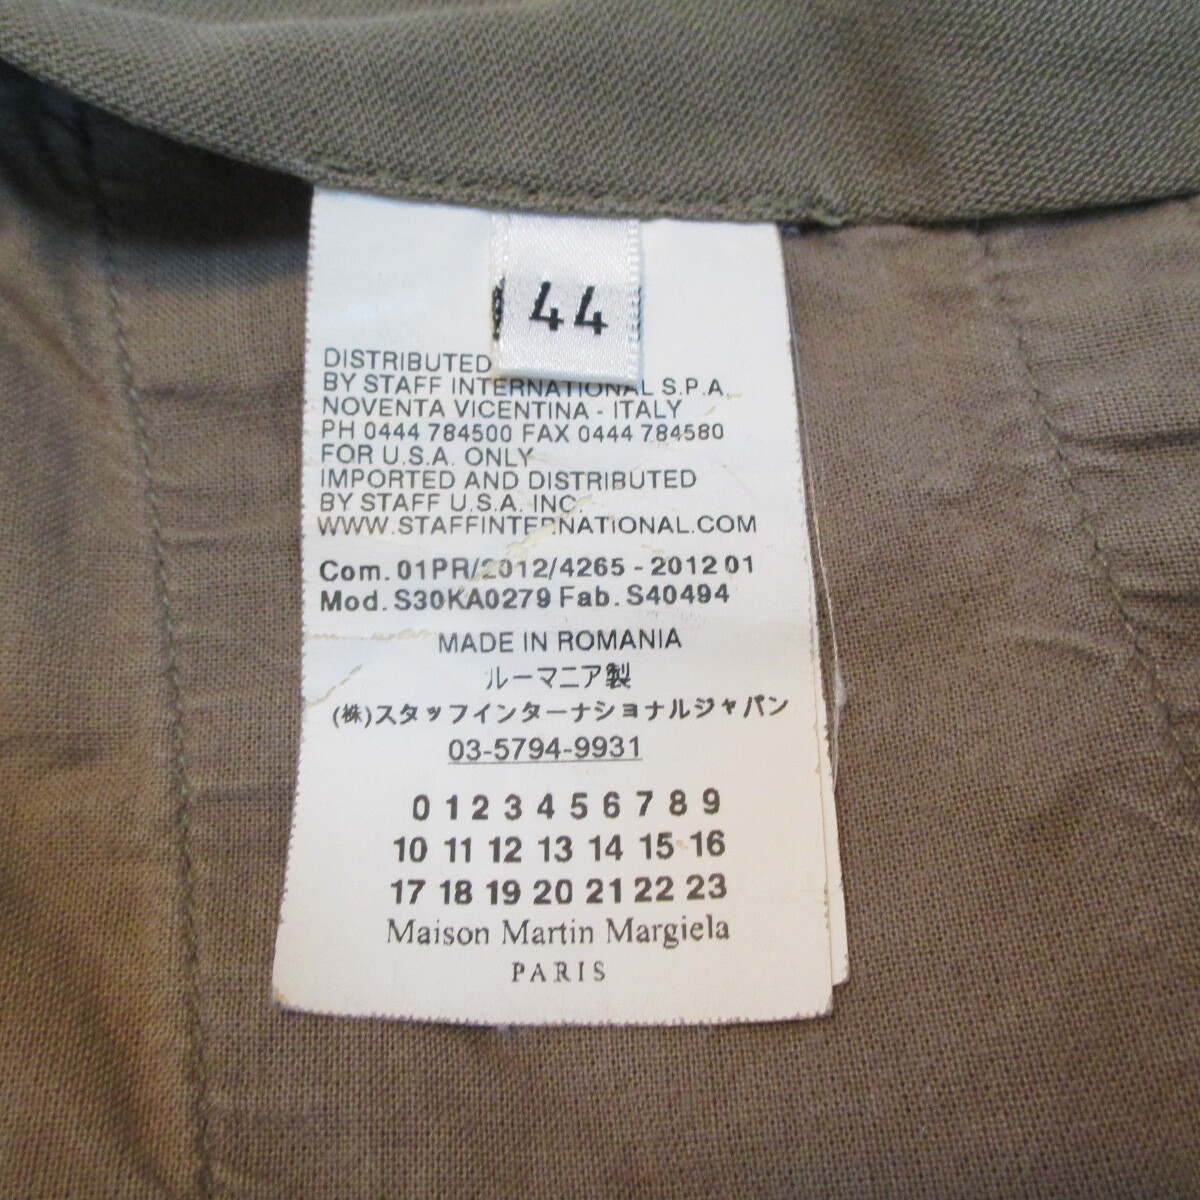 44
DISTRIBUTED
BY STAFF INTERNATIONAL S.P.A.
NOVENTA VICENTINA - ITALY
PH 0444 784500 FAX 0444 784580
FOR U.S.A. ONLY
IMPORTED AND DISTRIBUTED
BY STAFF U.S.A. INC.
WWW.STAFFINTERNATIONAL.COM
Com. 01PR/2012/4265 - 2012 01
Mod. S30KA0279 Fab. S40494
MADE IN ROMANIA
ルーマニア製
(株)スタッフインターナショナルジャパン
03-5794-9931
0 1 2 3 4 5 6 7 8 9
10 11 12 13 14 15 16
17 18 19 20 21 22 23
Maison Martin Margiela
PARIS